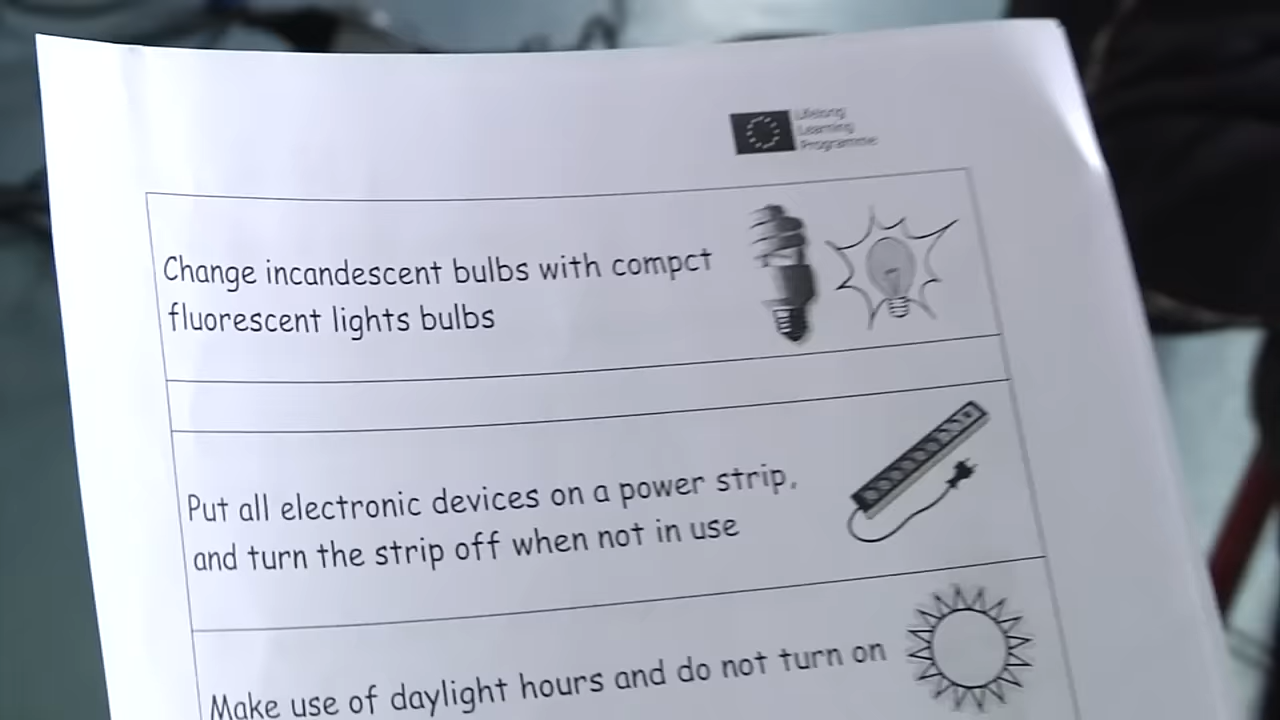 Lifelong
Learning
Programme
Change incandescent bulbs with compct
fluorescent lights bulbs
Put all electronic devices on a power strip,
and turn the strip off when not in use
Make use of daylight hours and do not turn on